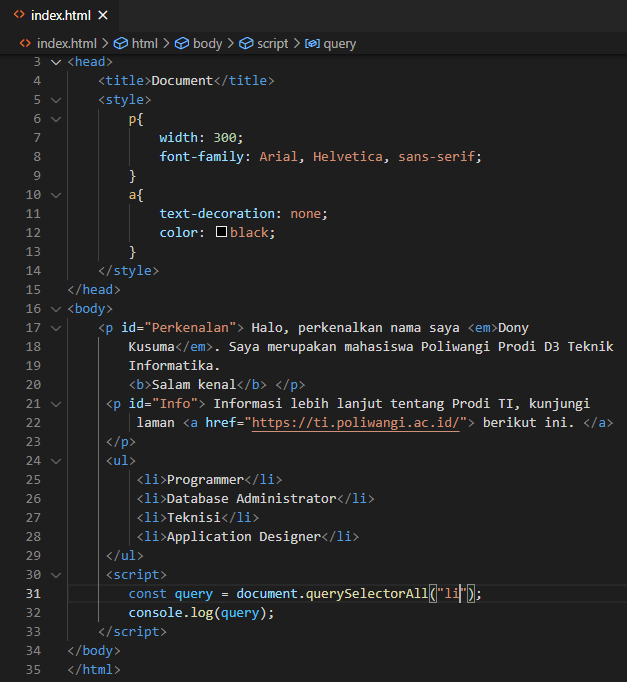 index.html
index.html > html > body > script > query
3 <head>
4 <title>Document</title>
5 <style>
6 p{
7 width: 300;
8 font-family: Arial, Helvetica, sans-serif;
9 }
10 a{
11 text-decoration: none;
12 color: black;
13 }
14 </style>
15 </head>
16 <body>
17 <p id="Perkenalan"> Halo, perkenalkan nama saya <em>Dony
18 Kusuma</em>. Saya merupakan mahasiswa Poliwangi Prodi D3 Teknik
19 Informatika.
20 <b>Salam kenal</b> </p>
21 <p id="Info"> Informasi lebih lanjut tentang Prodi TI, kunjungi
22 laman <a href="https://ti.poliwangi.ac.id/"> berikut ini. </a>
23 </p>
24 <ul>
25 <li>Programmer</li>
26 <li>Database Administrator</li>
27 <li>Teknisi</li>
28 <li>Application Designer</li>
29 </ul>
30 <script>
31 const query = document.querySelectorAll("li");
32 console.log(query);
33 </script>
34 </body>
35 </html>